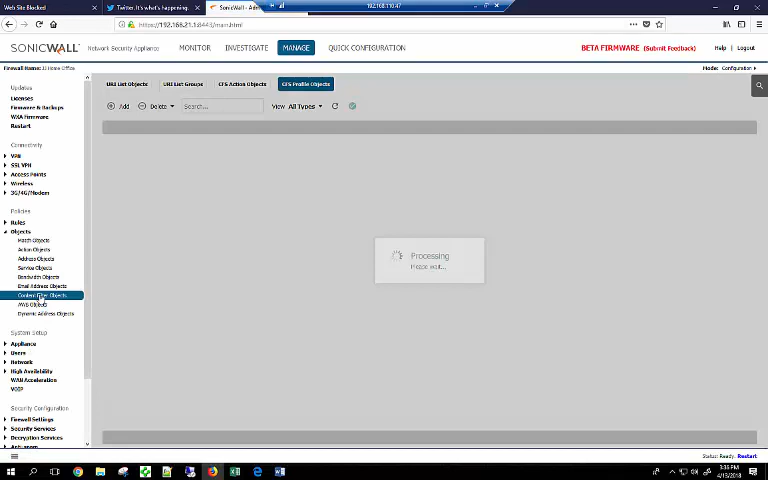 Web Site Blocked
Twitter. It's what's happening.
SonicWall - Adm
192.168.110.47
https://192.168.21.1:8443/main.html
SONICWALL Network Security Appliance
MONITOR INVESTIGATE MANAGE QUICK CONFIGURATION
BETA FIRMWARE (Submit Feedback)
Help | Logout
Firewall Name: JJ Home Office
Mode: Configuration
Updates
Licenses
Firmware & Backups
WXA Firmware
Restart
Connectivity
VPN
SSL VPN
Access Points
Wireless
3G/4G/Modem
Policies
Rules
Objects
Match Objects
Action Objects
Address Objects
Service Objects
Bandwidth Objects
Email Address Objects
Content Filter Objects
AWS Objects
Dynamic Address Objects
System Setup
Appliance
Users
Network
High Availability
WAN Acceleration
VOIP
Security Configuration
Firewall Settings
Security Services
Decryption Services
Anti-spam
URI List Objects URI List Groups CFS Action Objects CFS Profile Objects
Add Delete Search... View All Types
Processing
Please wait...
Status: Ready. Restart
3:36 PM
4/13/2018